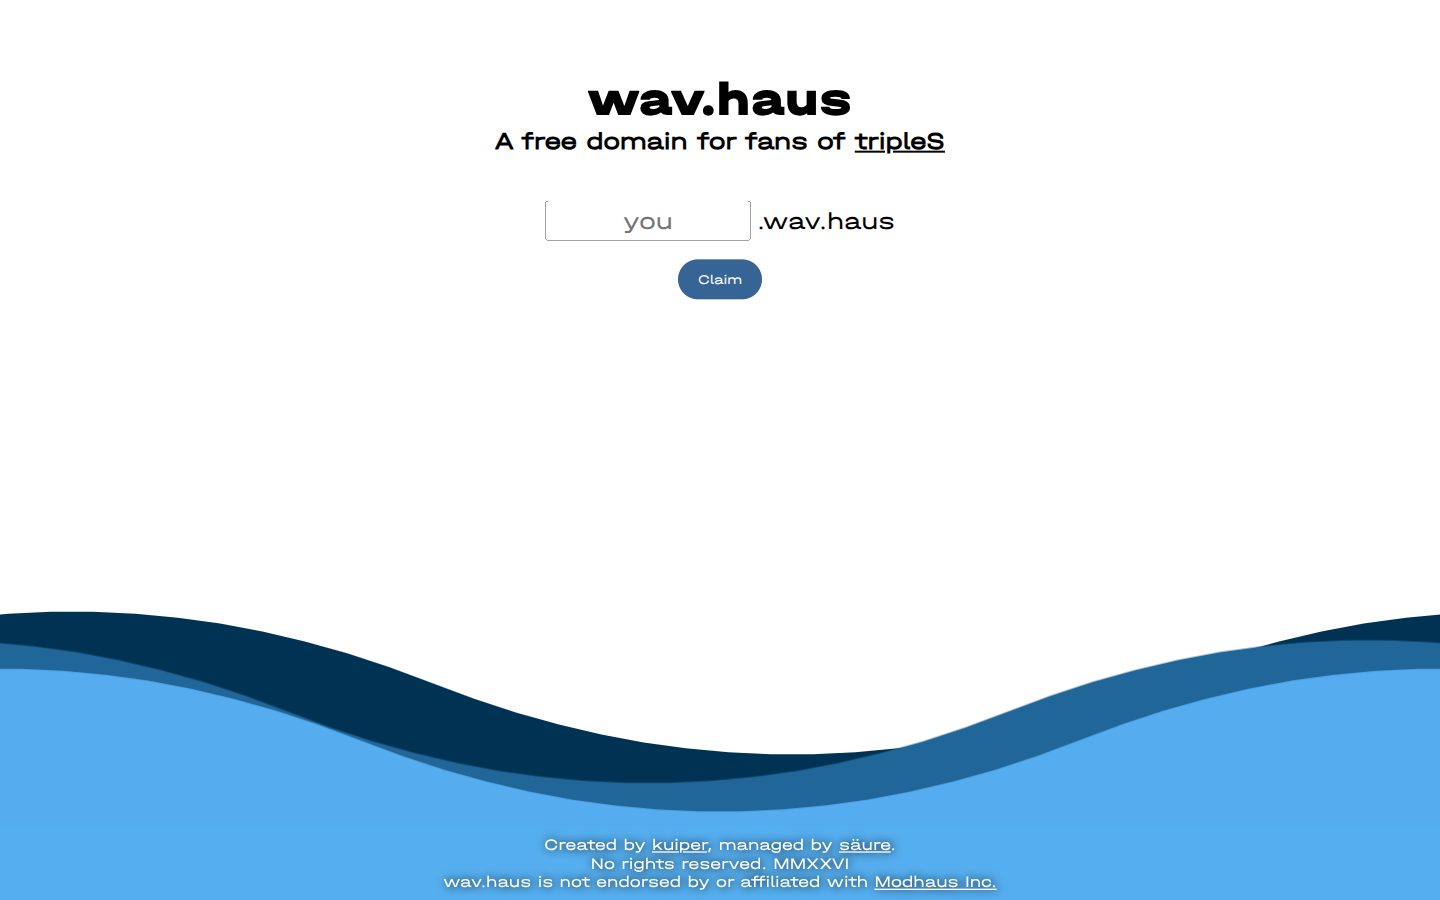 wav.haus
A free domain for fans of tripleS
you .wav.haus
Claim
Created by kuiper, managed by säure.
No rights reserved. MMXXVI
wav.haus is not endorsed by or affiliated with Modhaus Inc.